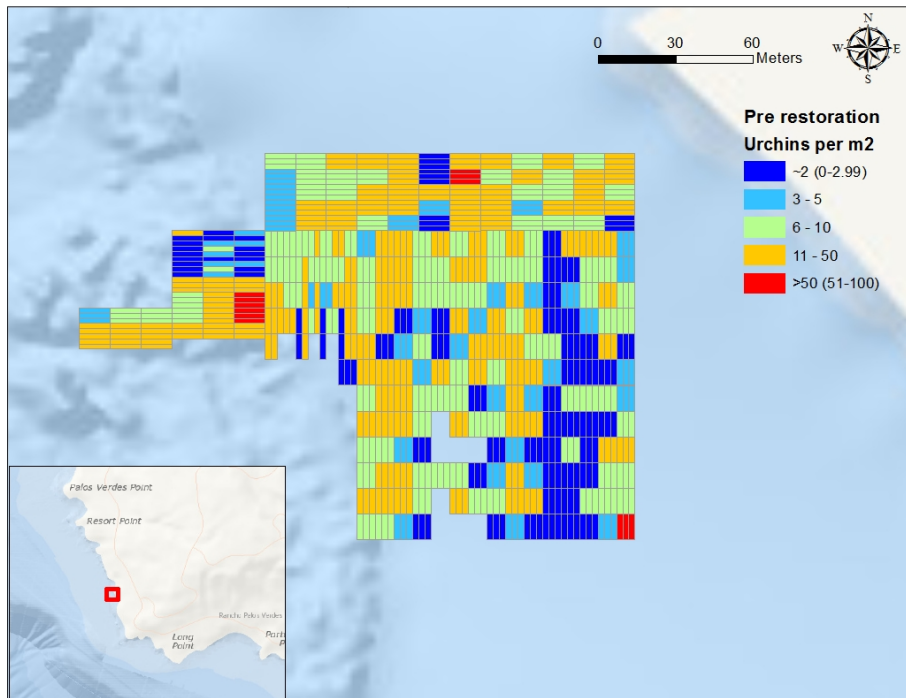 0 30 60
Meters
N
W E
S
Pre restoration
Urchins per m2
~2 (0-2.99)
3 - 5
6 - 10
11 - 50
>50 (51-100)
Palos Verdes Point
Resort Point
Rancho Palos Verdes
Long
Point